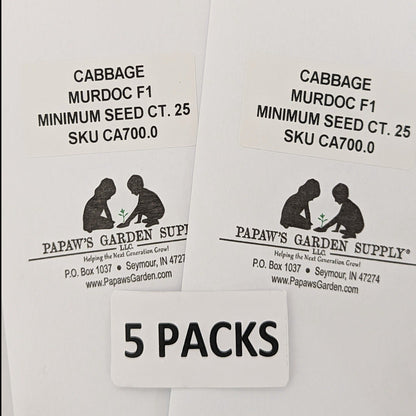 CABBAGE
MURDOC F1
MINIMUM SEED CT. 25
SKU CA700.0
PAPAW'S GARDEN SUPPL
LLC.
Helping the Next Generation Grow!
P.O. Box 1037 • Seymour, IN 4727
www.PapawsGarden.com
CABBAGE
MURDOC F1
MINIMUM SEED CT. 25
SKU CA700.0
PAPAW'S GARDEN SUPPLY®
LLC.
Helping the Next Generation Grow!
P.O. Box 1037 • Seymour, IN 47274
www.PapawsGarden.com
5 PACKS